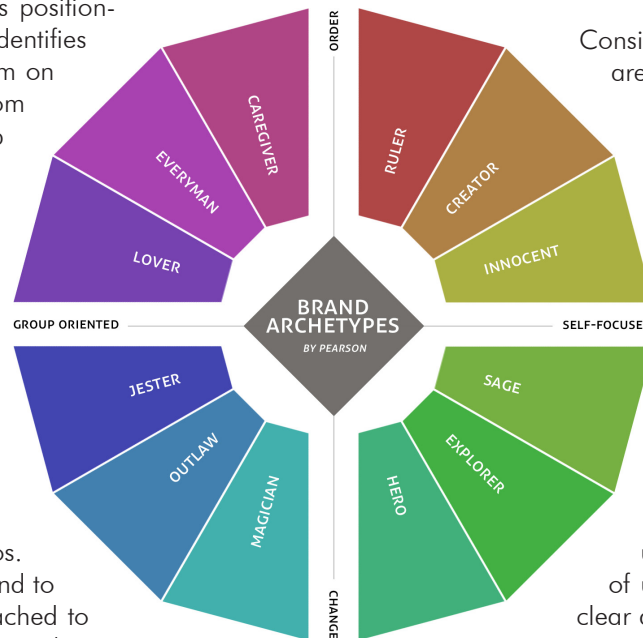 s position-
dentifies
m on
om
Consi
are
ORDER
CAREGIVER
EVERYMAN
LOVER
RULER
CREATOR
INNOCENT
GROUP ORIENTED
BRAND
ARCHETYPES
BY PEARSON
SELF-FOCUSE
JESTER
OUTLAW
MAGICIAN
SAGE
EXPLORER
HERO
CHANGE
os.
nd to
ached to
of u
clear c